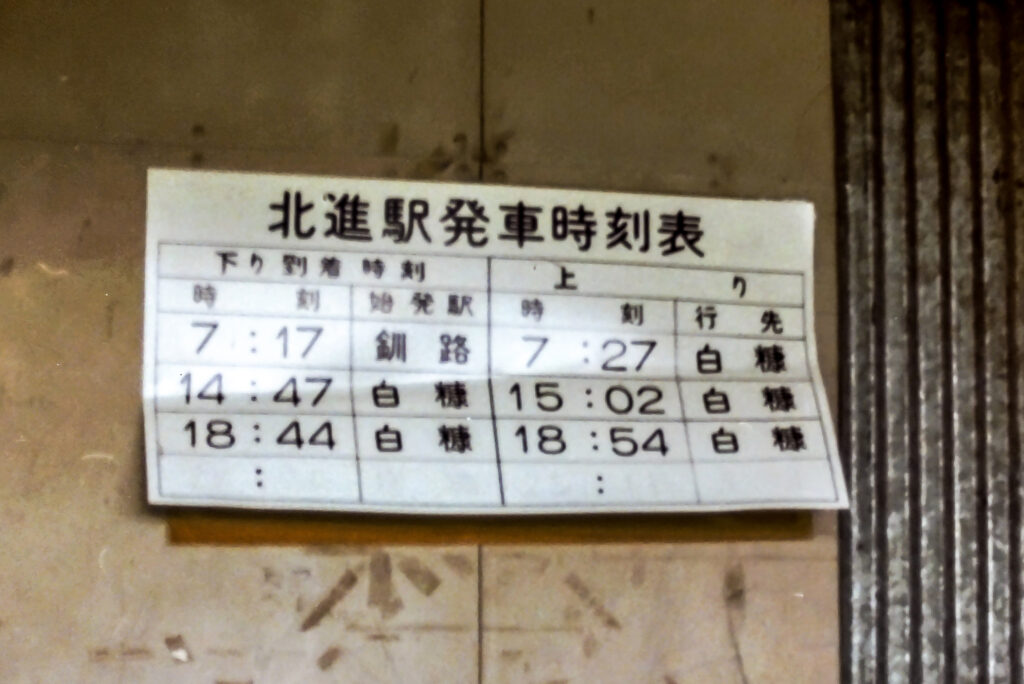 北進駅発車時刻表
下り到着時刻 上り
時刻 始発駅 時刻 行先
7:17 釧路 7:27 白糠
14:47 白糠 15:02 白糠
18:44 白糠 18:54 白糠
: :